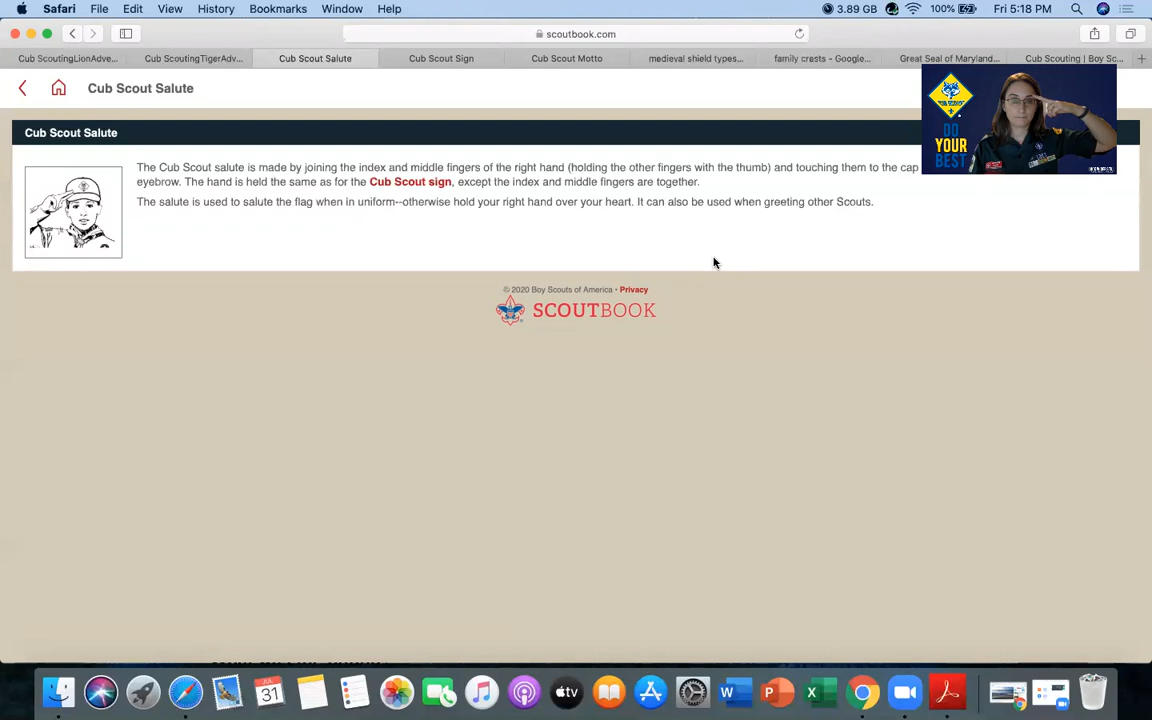 Safari File Edit View History Bookmarks Window Help 3.89 GB 100% Fri 5:18 PM
scoutbook.com
Cub ScoutingLionAdve... Cub ScoutingTigerAdv... Cub Scout Salute Cub Scout Sign Cub Scout Motto medieval shield types... family crests - Google... Great Seal of Maryland... Cub Scouting | Boy Sc...
Cub Scout Salute
CUB SCOUTS
DO
YOUR
BEST
Cub Scout Salute
The Cub Scout salute is made by joining the index and middle fingers of the right hand (holding the other fingers with the thumb) and touching them to the cap
eyebrow. The hand is held the same as for the Cub Scout sign, except the index and middle fingers are together.
The salute is used to salute the flag when in uniform--otherwise hold your right hand over your heart. It can also be used when greeting other Scouts.
© 2020 Boy Scouts of America • Privacy
SCOUTBOOK
JUL
31
tv
W P X